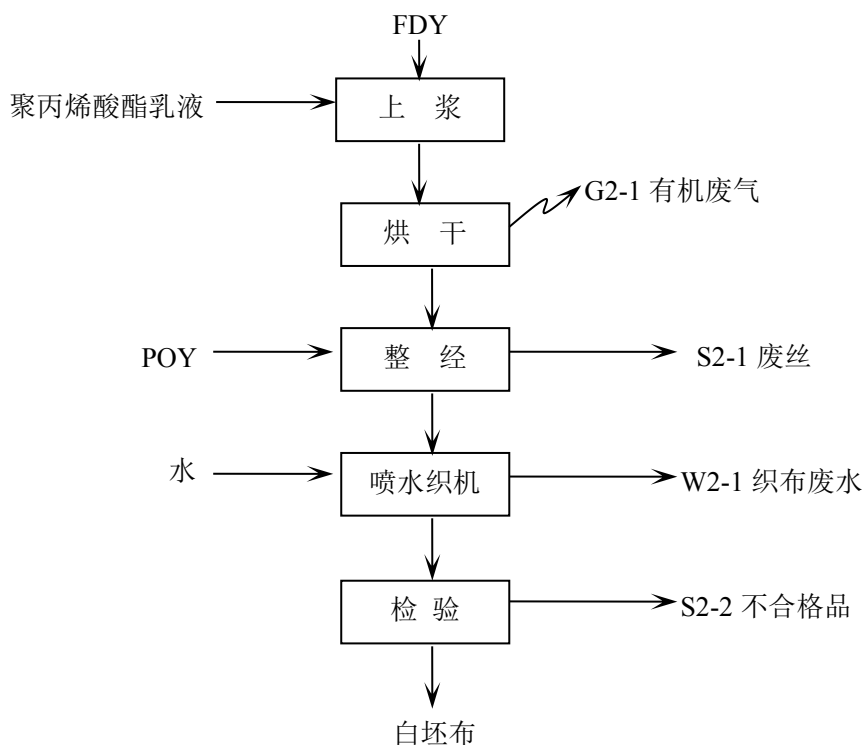 FDY
聚丙烯酸酯乳液
上 浆
G2-1 有机废气
烘 干
POY
整 经
S2-1 废丝
水
喷水织机
W2-1 织布废水
检 验
S2-2 不合格品
白坯布